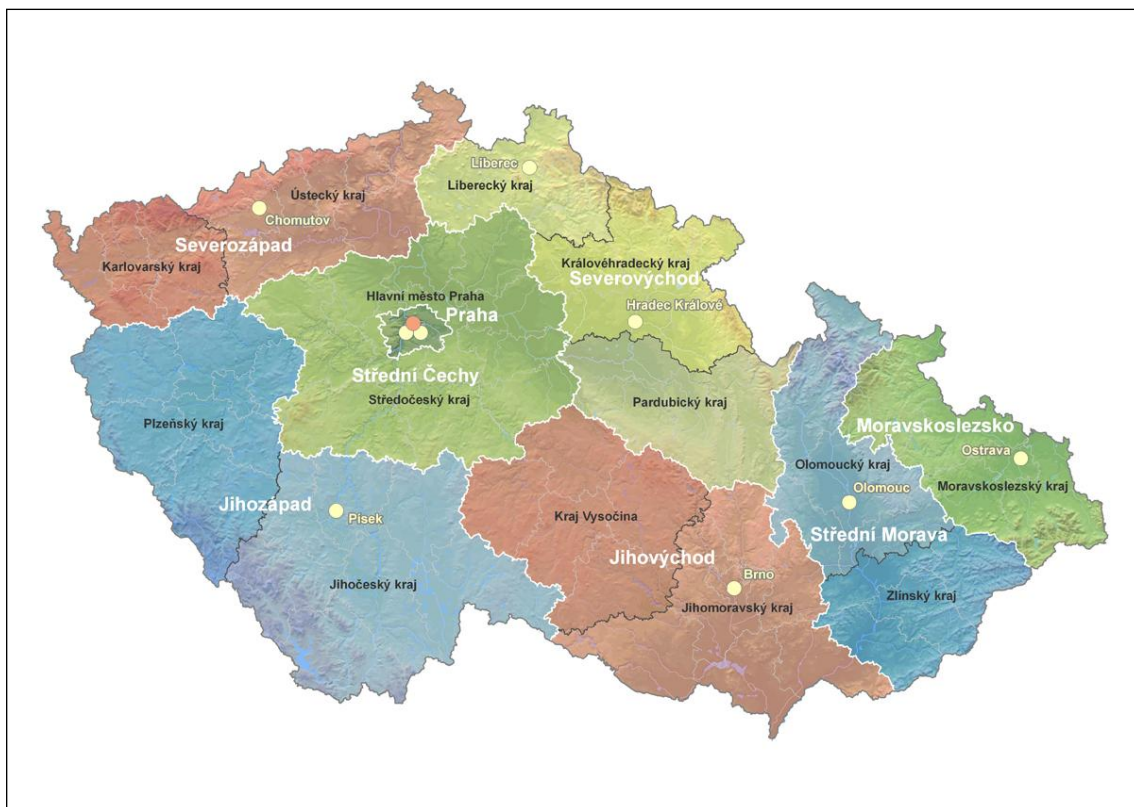 Liberec
Liberecký kraj
Ústecký kraj
Chomutov
Severozápad
Karlovarský kraj
Královéhradecký kraj
Severovýchod
Hlavní město Praha
Hradec Králové
Praha
Střední Čechy
Středočeský kraj
Pardubický kraj
Plzeňský kraj
Moravskoslezsko
Ostrava
Olomoucký kraj
Moravskoslezský kraj
Olomouc
Jihozápad
Písek
Kraj Vysočina
Střední Morava
Jihovýchod
Brno
Jihočeský kraj
Jihomoravský kraj
Zlínský kraj